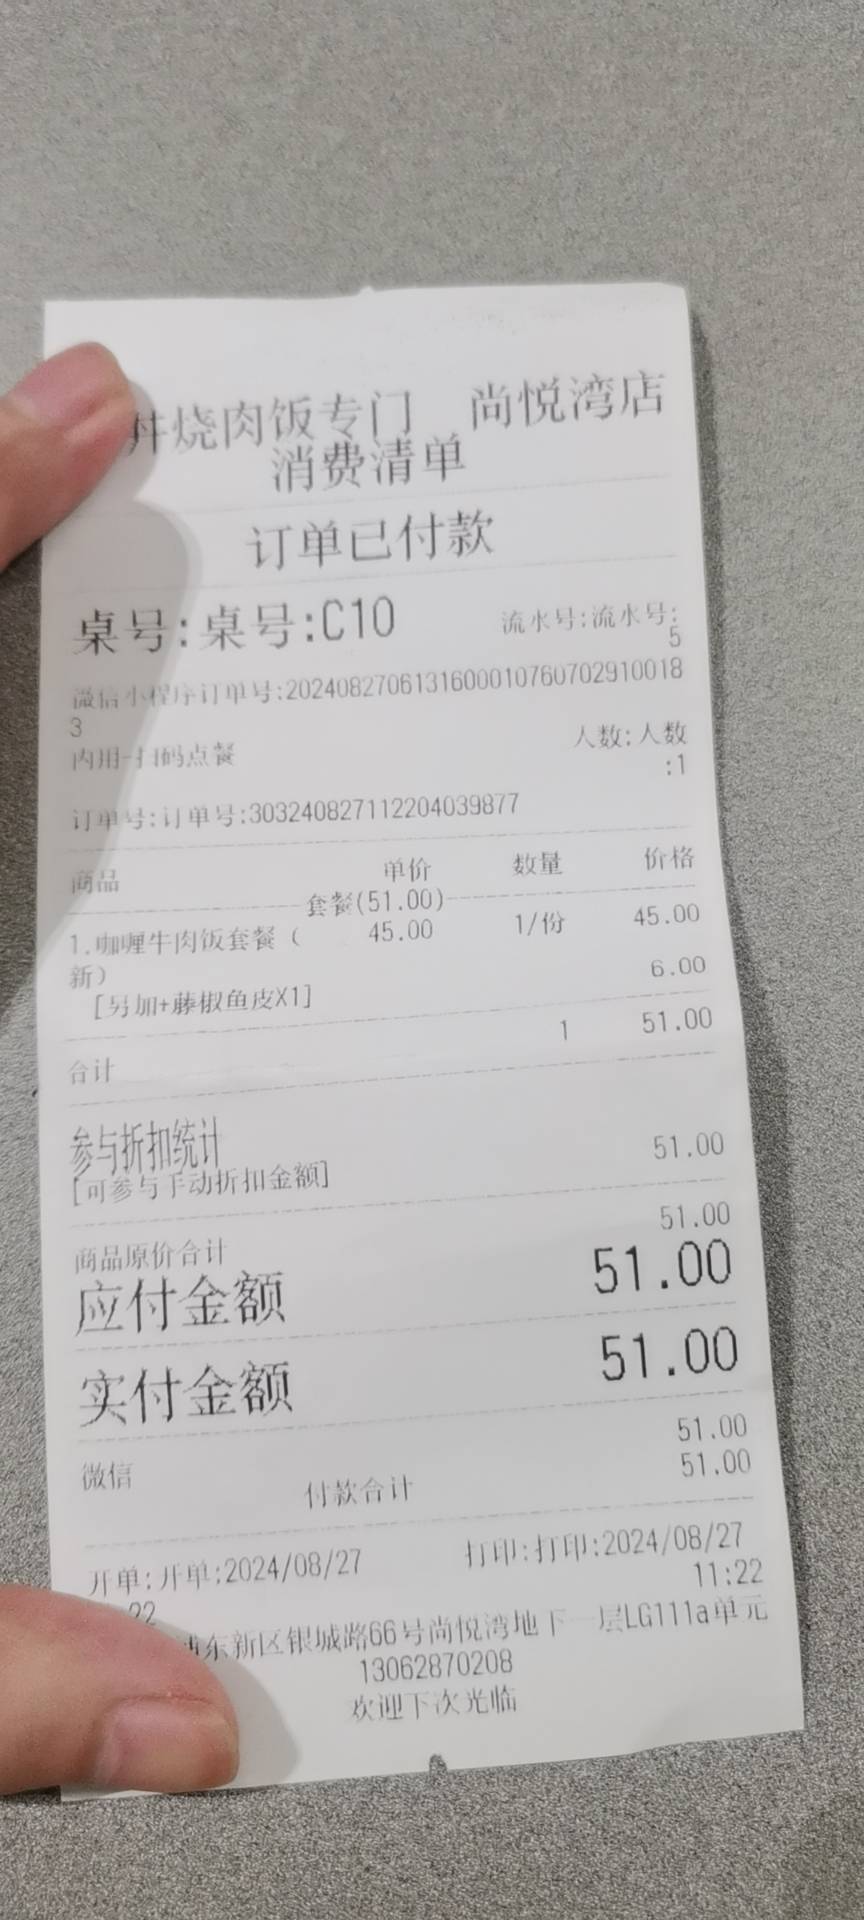 丼烧肉饭专门 尚悦湾店
消费清单
订单已付款
桌号:桌号:C10 流水号:流水号:
5
微信小程序订单号:2024082706131600010760702910018
3
内用-扫码点餐 人数:人数
:1
订单号:订单号:303240827112204039877
商品 单价 数量 价格
套餐(51.00)
1.咖喱牛肉饭套餐( 45.00 1/份 45.00
新)
[另加+藤椒鱼皮X1] 6.00
合计 1 51.00
参与折扣统计
[可参与手动折扣金额] 51.00
商品原价合计 51.00
应付金额 51.00
实付金额 51.00
微信 51.00
付款合计 51.00
开单:开单:2024/08/27 打印:打印:2024/08/27
22 11:22
浦东新区银城路66号尚悦湾地下一层LG111a单元
13062870208
欢迎下次光临